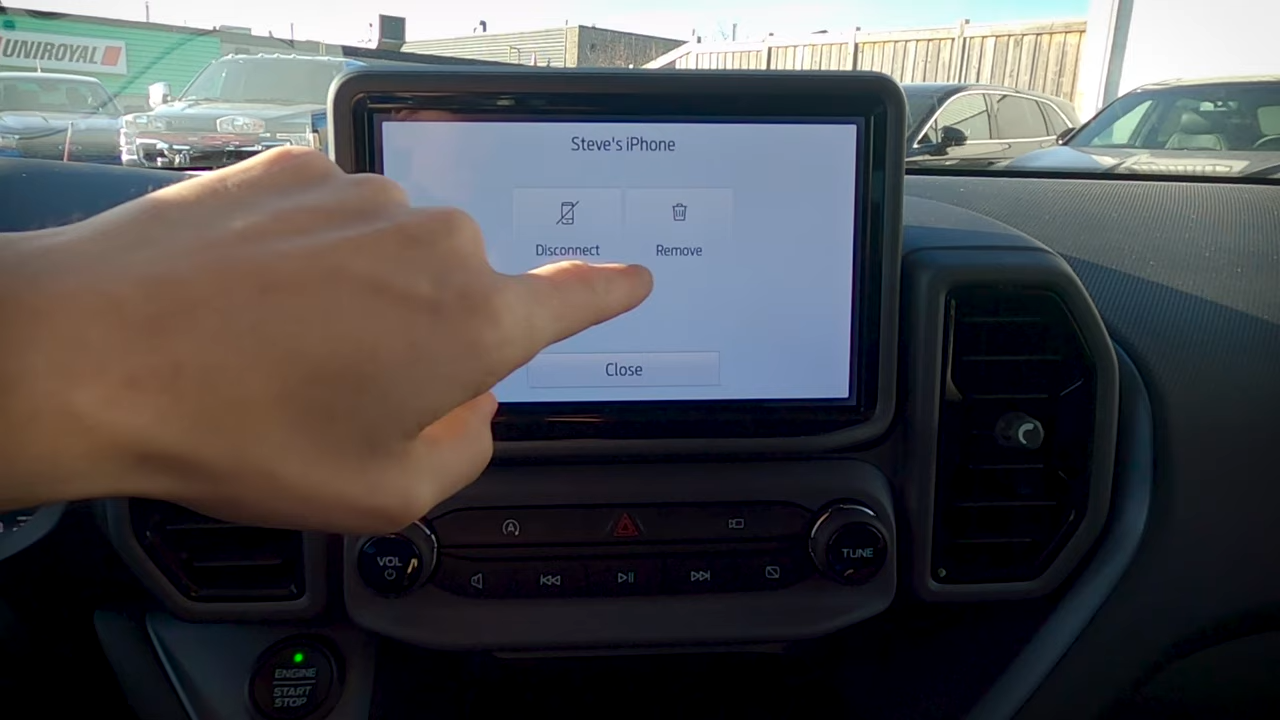 UNIROYAL
Steve's iPhone
Disconnect
Remove
Close
A
VOL
TUNE
ENGINE
START
STOP